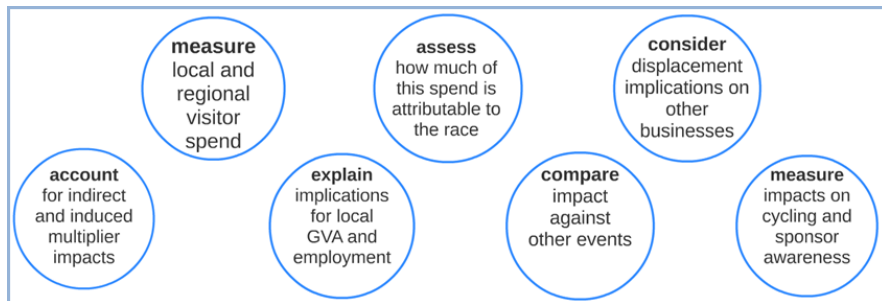 measure
local and
regional
visitor
spend
assess
how much of
this spend is
attributable to
the race
consider
displacement
implications on
other
businesses
account
for indirect
and induced
multiplier
impacts
explain
implications
for local
GVA and
employment
compare
impact
against
other events
measure
impacts on
cycling and
sponsor
awareness